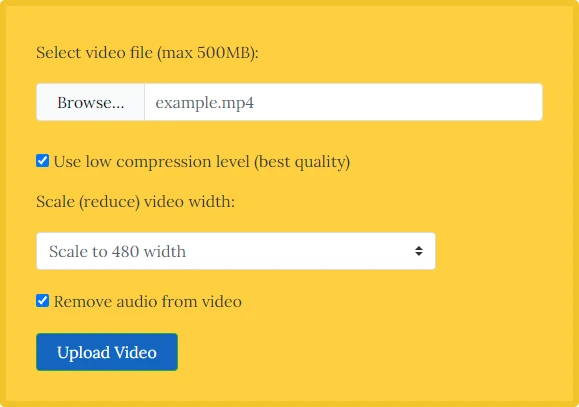 Select video file (max 500MB):
Browse... example.mp4
Use low compression level (best quality)
Scale (reduce) video width:
Scale to 480 width
Remove audio from video
Upload Video